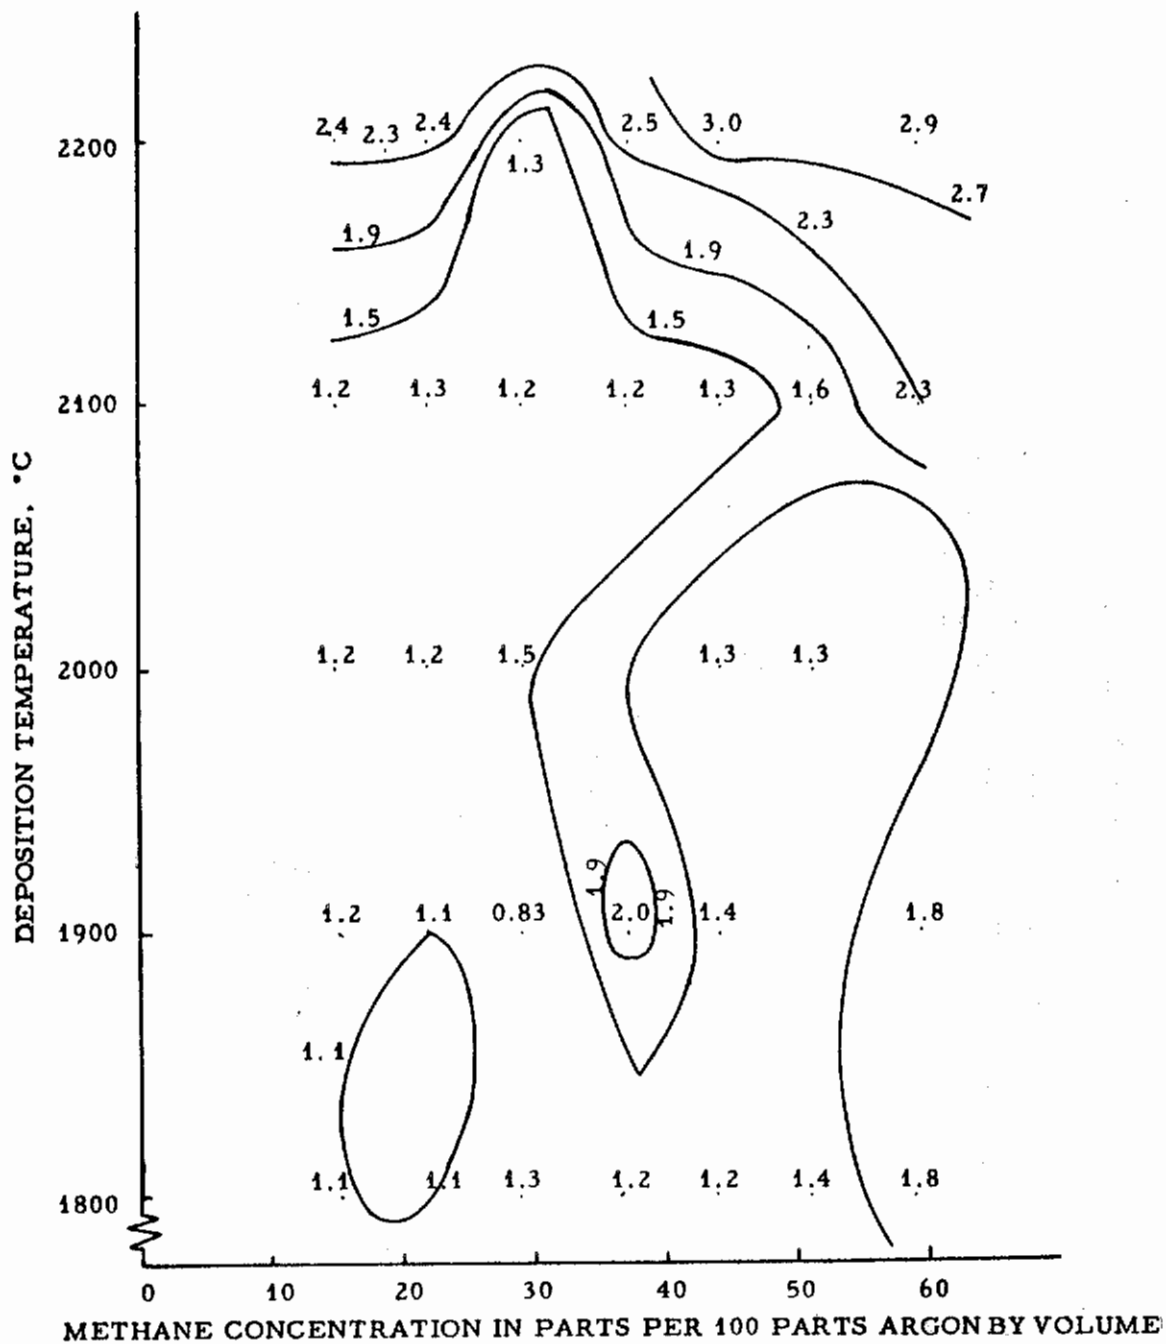 2.4 2.3 2.4 2.5 3.0 2.9
2200
1.3
2.7
2.3
1.9 1.9
1.5 1.5
1.2 1.3 1.2 1.2 1.3 1.6 2.3
2100
DEPOSITION TEMPERATURE, °C
1.2 1.2 1.5 1.3 1.3
2000
1.9 1.9
1.2 1.1 0.83 2.0 1.4 1.8
1900
1.1
1.1 1.1 1.3 1.2 1.2 1.4 1.8
1800
0 10 20 30 40 50 60
METHANE CONCENTRATION IN PARTS PER 100 PARTS ARGON BY VOLUME